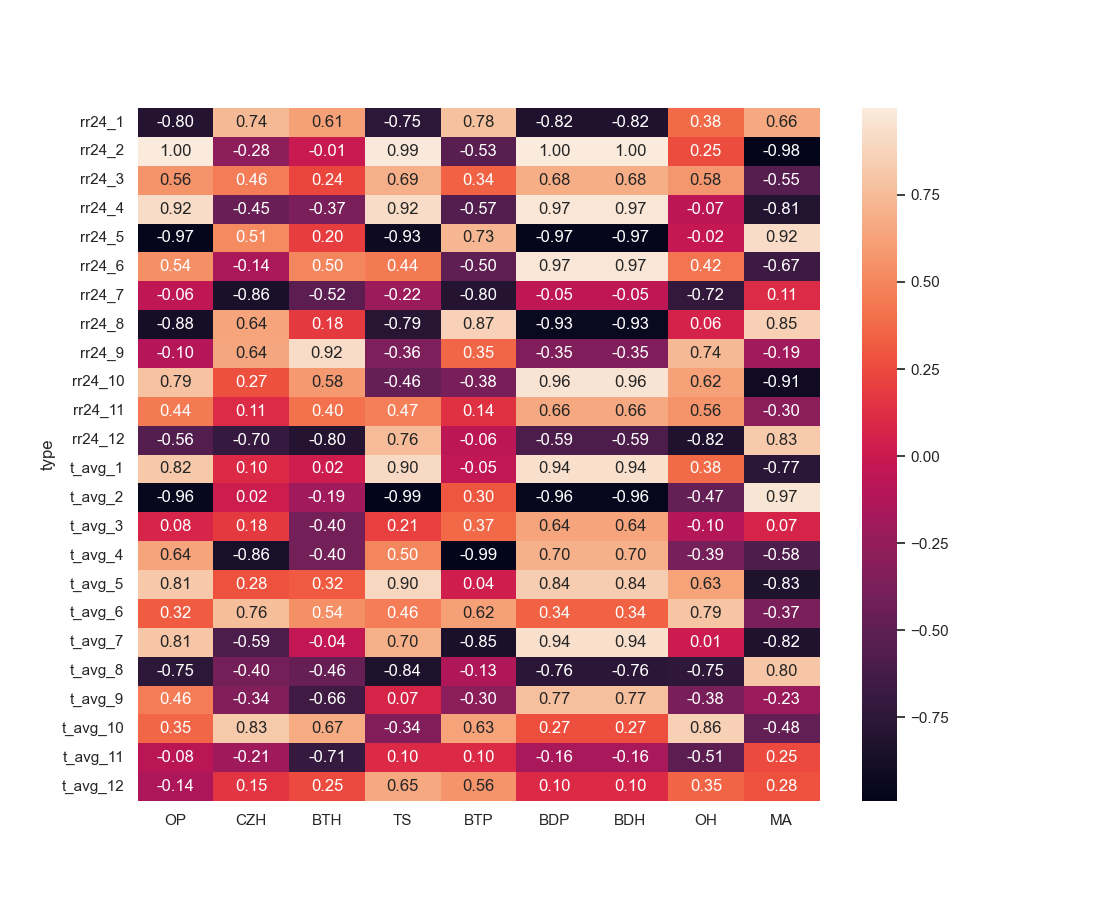 rr24_1 -0.80 0.74 0.61 -0.75 0.78 -0.82 -0.82 0.38 0.66
rr24_2 1.00 -0.28 -0.01 0.99 -0.53 1.00 1.00 0.25 -0.98
rr24_3 0.56 0.46 0.24 0.69 0.34 0.68 0.68 0.58 -0.55
rr24_4 0.92 -0.45 -0.37 0.92 -0.57 0.97 0.97 -0.07 -0.81
rr24_5 -0.97 0.51 0.20 -0.93 0.73 -0.97 -0.97 -0.02 0.92
rr24_6 0.54 -0.14 0.50 0.44 -0.50 0.97 0.97 0.42 -0.67
rr24_7 -0.06 -0.86 -0.52 -0.22 -0.80 -0.05 -0.05 -0.72 0.11
rr24_8 -0.88 0.64 0.18 -0.79 0.87 -0.93 -0.93 0.06 0.85
rr24_9 -0.10 0.64 0.92 -0.36 0.35 -0.35 -0.35 0.74 -0.19
rr24_10 0.79 0.27 0.58 -0.46 -0.38 0.96 0.96 0.62 -0.91
rr24_11 0.44 0.11 0.40 0.47 0.14 0.66 0.66 0.56 -0.30
rr24_12 -0.56 -0.70 -0.80 0.76 -0.06 -0.59 -0.59 -0.82 0.83
t_avg_1 0.82 0.10 0.02 0.90 -0.05 0.94 0.94 0.38 -0.77
t_avg_2 -0.96 0.02 -0.19 -0.99 0.30 -0.96 -0.96 -0.47 0.97
t_avg_3 0.08 0.18 -0.40 0.21 0.37 0.64 0.64 -0.10 0.07
t_avg_4 0.64 -0.86 -0.40 0.50 -0.99 0.70 0.70 -0.39 -0.58
t_avg_5 0.81 0.28 0.32 0.90 0.04 0.84 0.84 0.63 -0.83
t_avg_6 0.32 0.76 0.54 0.46 0.62 0.34 0.34 0.79 -0.37
t_avg_7 0.81 -0.59 -0.04 0.70 -0.85 0.94 0.94 0.01 -0.82
t_avg_8 -0.75 -0.40 -0.46 -0.84 -0.13 -0.76 -0.76 -0.75 0.80
t_avg_9 0.46 -0.34 -0.66 0.07 -0.30 0.77 0.77 -0.38 -0.23
t_avg_10 0.35 0.83 0.67 -0.34 0.63 0.27 0.27 0.86 -0.48
t_avg_11 -0.08 -0.21 -0.71 0.10 0.10 -0.16 -0.16 -0.51 0.25
t_avg_12 -0.14 0.15 0.25 0.65 0.56 0.10 0.10 0.35 0.28
OP CZH BTH TS BTP BDP BDH OH MA
type
0.75
0.50
0.25
0.00
-0.25
-0.50
-0.75